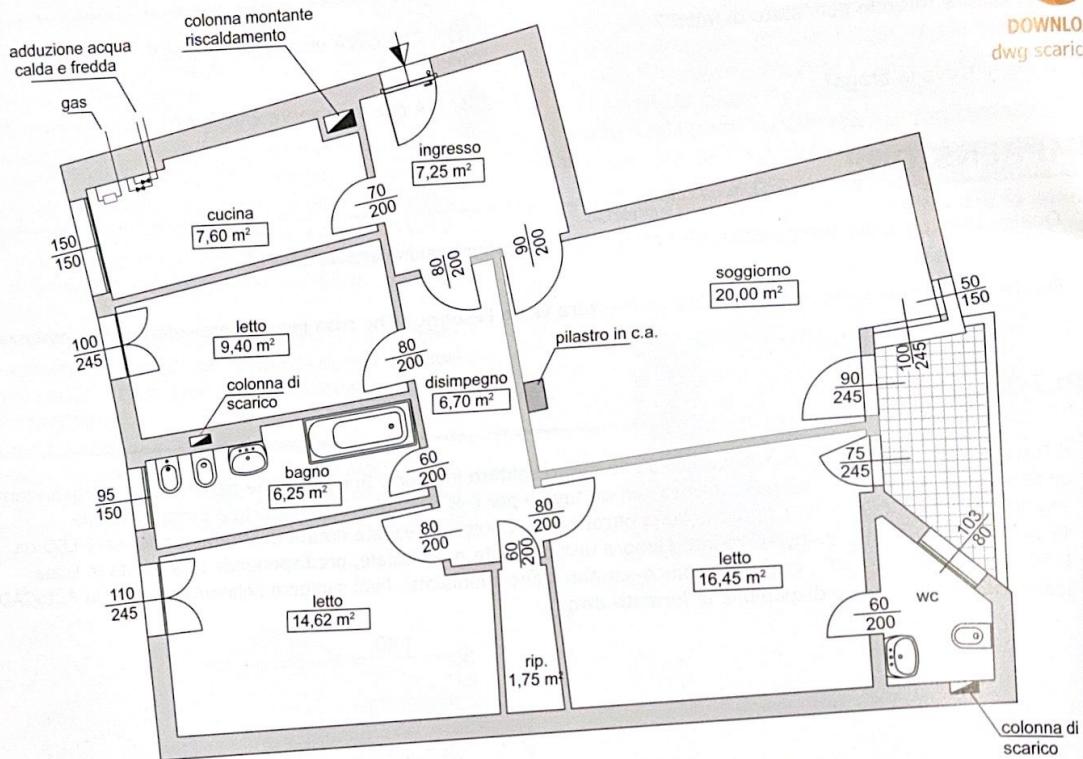 colonna montante
riscaldamento
adduzione acqua
calda e fredda
gas
DOWNLO
dwg scaric
ingresso
7,25 m²
cucina
7,60 m²
70
200
150
150
80
200
90
200
soggiorno
20,00 m²
50
150
100
245
letto
9,40 m²
100
245
80
200
pilastro in c.a.
colonna di
scarico
disimpegno
6,70 m²
90
245
75
245
bagno
6,25 m²
60
200
95
150
80
200
80
200
60
200
103
80
letto
16,45 m²
wc
60
200
110
245
letto
14,62 m²
rip.
1,75 m²
colonna di
scarico